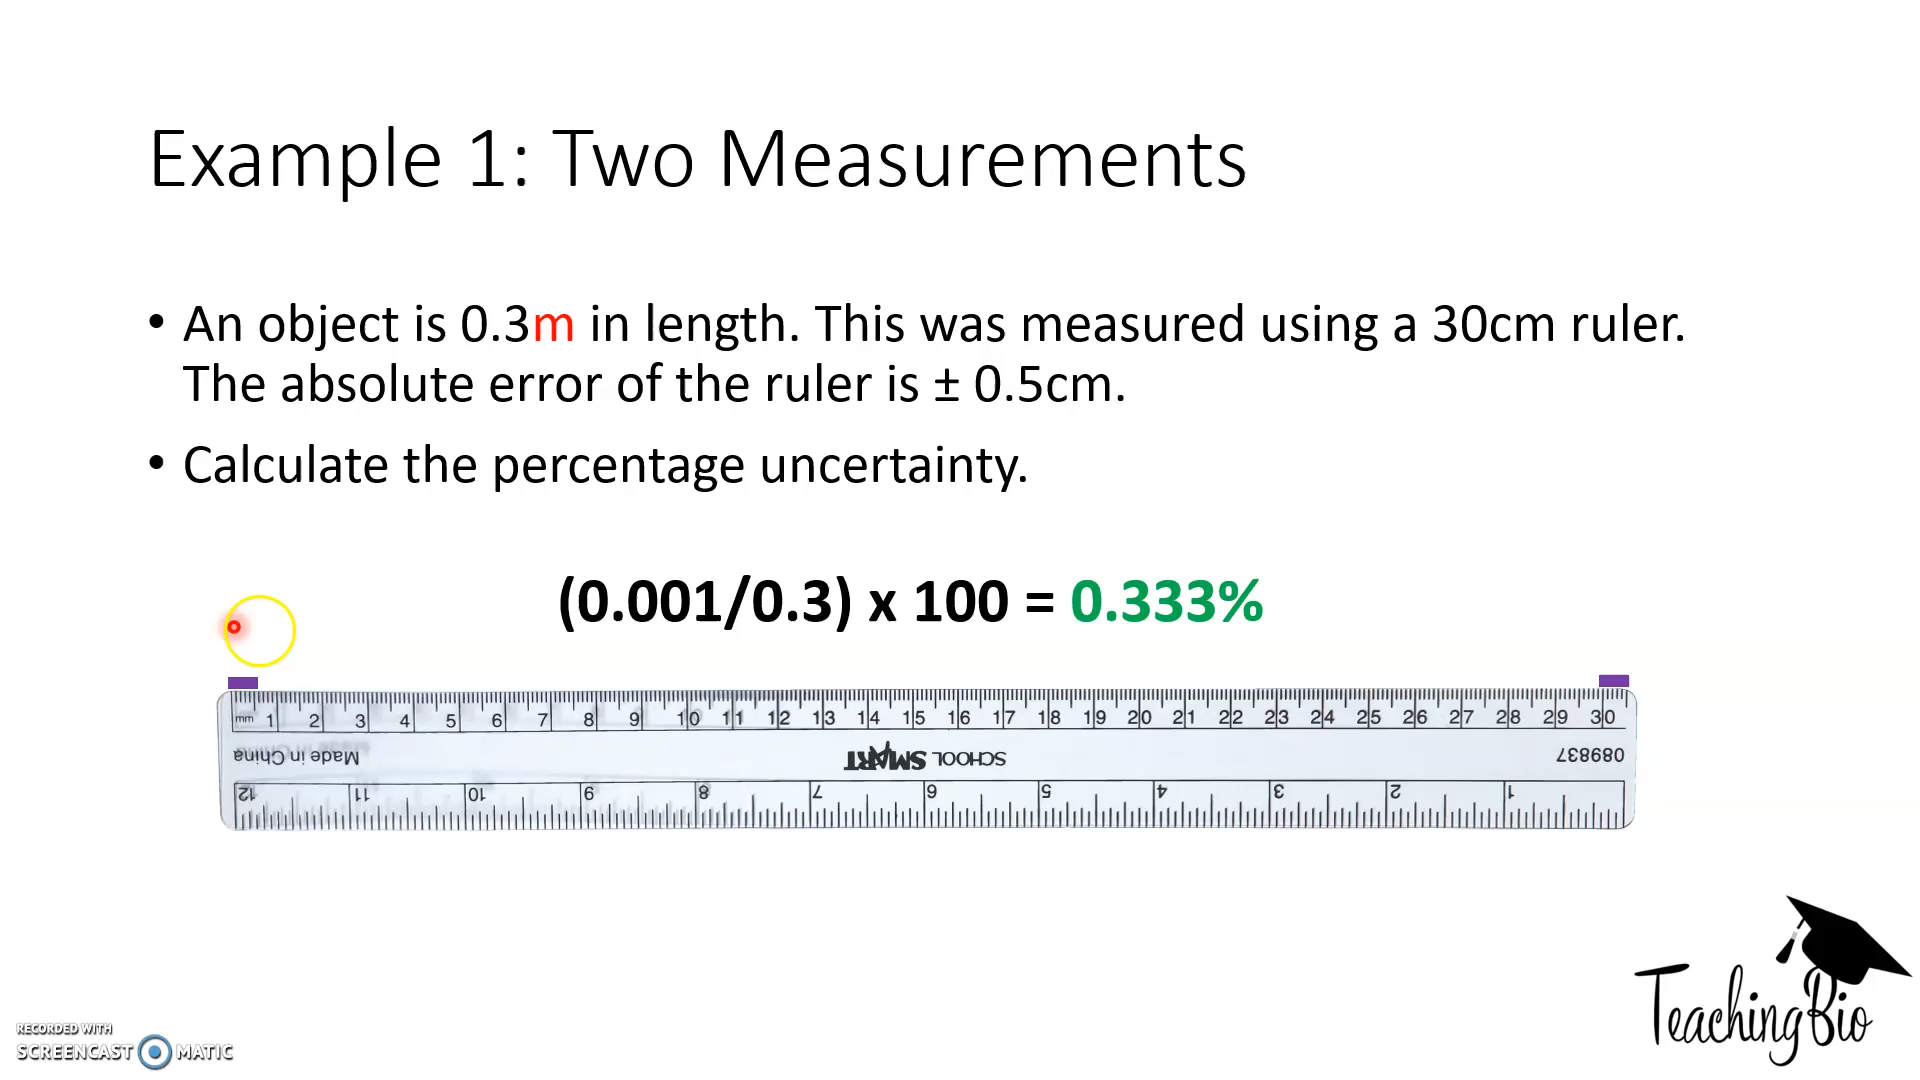 Example 1: Two Measurements
• An object is 0.3m in length. This was measured using a 30cm ruler.
The absolute error of the ruler is ± 0.5cm.
• Calculate the percentage uncertainty.
(0.001/0.3) x 100 = 0.333%
mm 1 2 3 4 5 6 7 8 9 10 11 12 13 14 15 16 17 18 19 20 21 22 23 24 25 26 27 28 29 30
Made in China SCHOOL SMART 089837
12 11 10 9 8 7 6 5 4 3 2 1
TeachingBio
RECORDED WITH
SCREENCAST MATIC